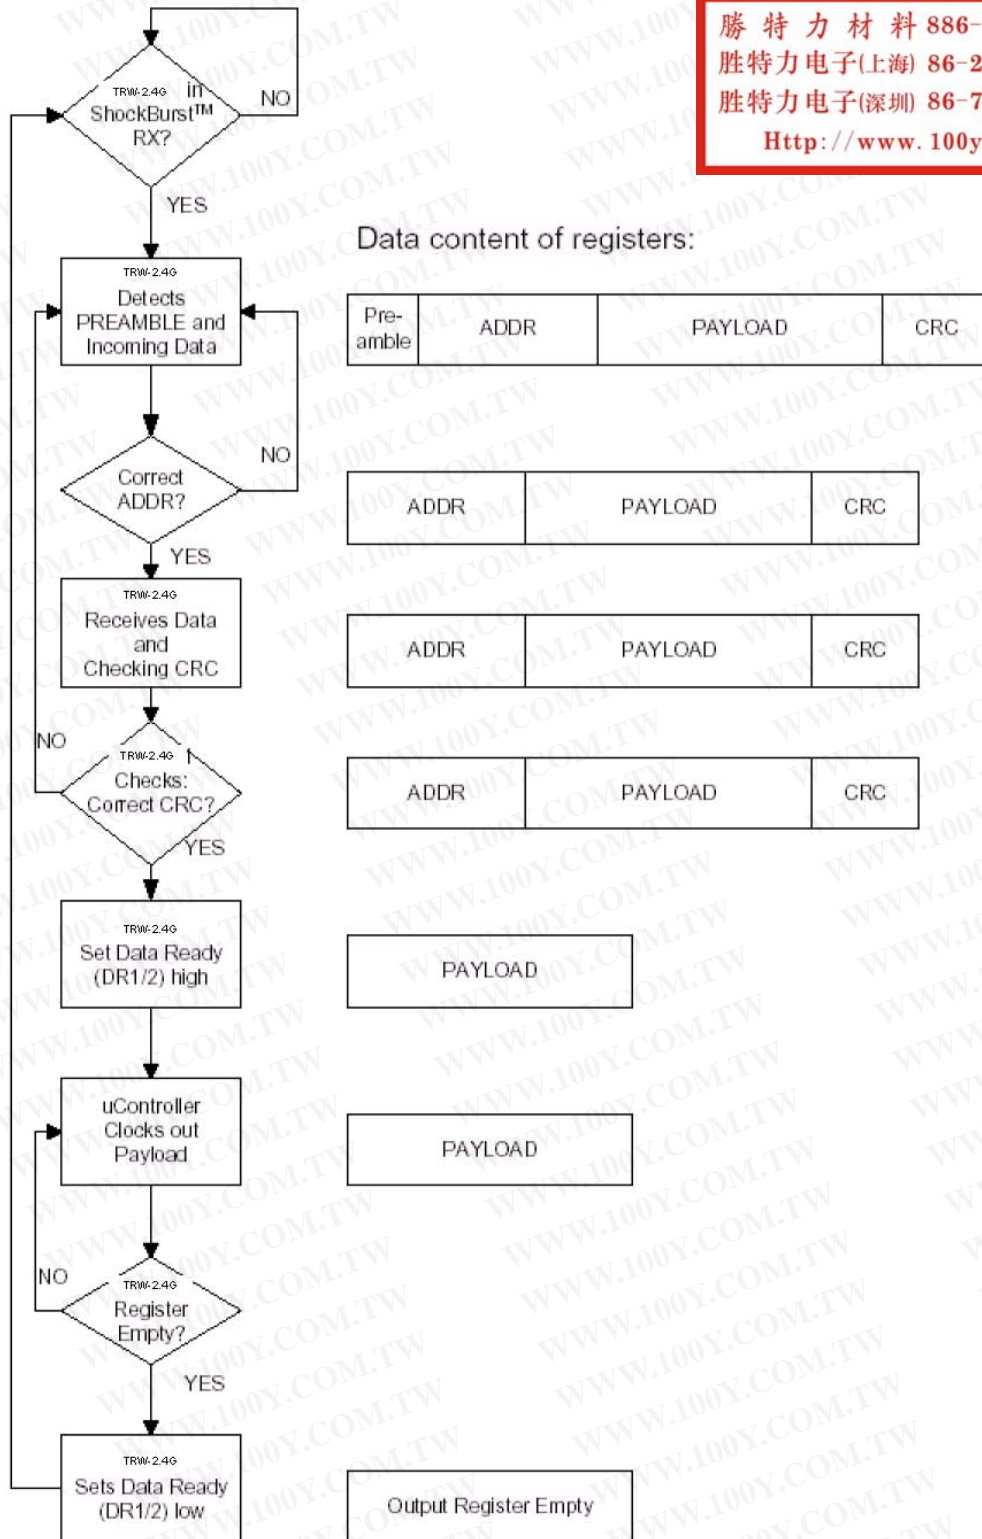 勝 特 力 材 料 886-
胜特力电子(上海) 86-2
胜特力电子(深圳) 86-7
Http://www.100y
TRW-2.4G in
ShockBurst™
RX?
NO
YES
Data content of registers:
TRW-2.4G
Detects
PREAMBLE and
Incoming Data
Pre-
amble
ADDR
PAYLOAD
CRC
Correct
ADDR?
NO
YES
ADDR
PAYLOAD
CRC
TRW-2.4G
Receives Data
and
Checking CRC
ADDR
PAYLOAD
CRC
NO
TRW-2.4G
Checks:
Correct CRC?
YES
ADDR
PAYLOAD
CRC
TRW-2.4G
Set Data Ready
(DR1/2) high
PAYLOAD
uController
Clocks out
Payload
PAYLOAD
NO
TRW-2.4G
Register
Empty?
YES
TRW-2.4G
Sets Data Ready
(DR1/2) low
Output Register Empty
WWW.100Y.COM.TW